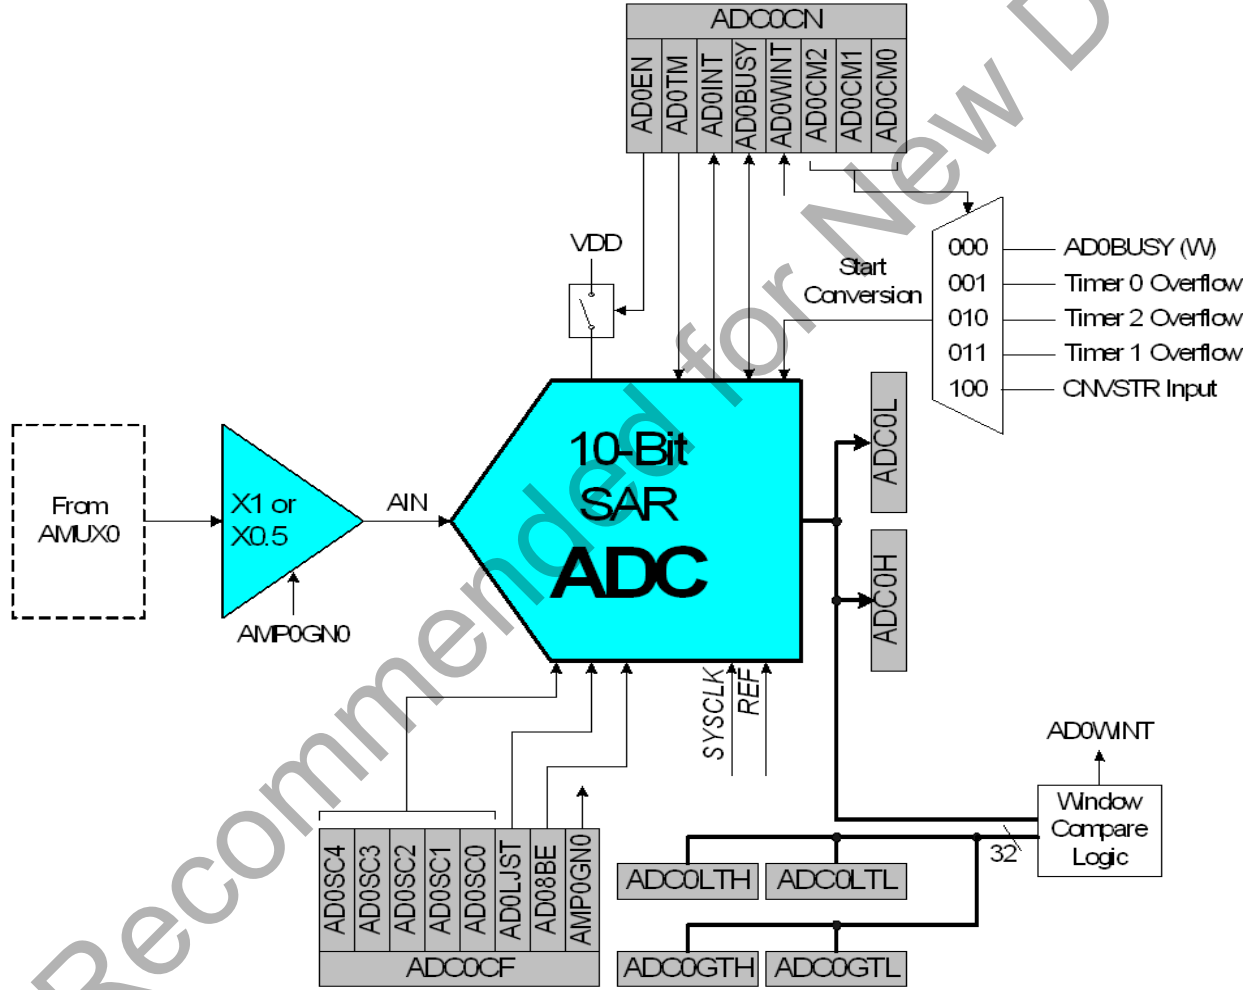 ADC0CN
AD0EN
AD0TM
AD0INT
AD0BUSY
AD0WINT
AD0CM2
AD0CM1
AD0CM0
VDD
Start
Conversion
000
001
010
011
100
AD0BUSY (W)
Timer 0 Overflow
Timer 2 Overflow
Timer 1 Overflow
CNVSTR Input
From
AMUX0
X1 or
X0.5
AMP0GN0
AIN
10-Bit
SAR
ADC
ADC0L
ADC0H
SYSCLK
REF
AD0WINT
Window
Compare
Logic
32
AD0SC4
AD0SC3
AD0SC2
AD0SC1
AD0SC0
AD0LJST
AD08BE
AMP0GN0
ADC0CF
ADC0LTH
ADC0LTL
ADC0GTH
ADC0GTL
Recommended for New D